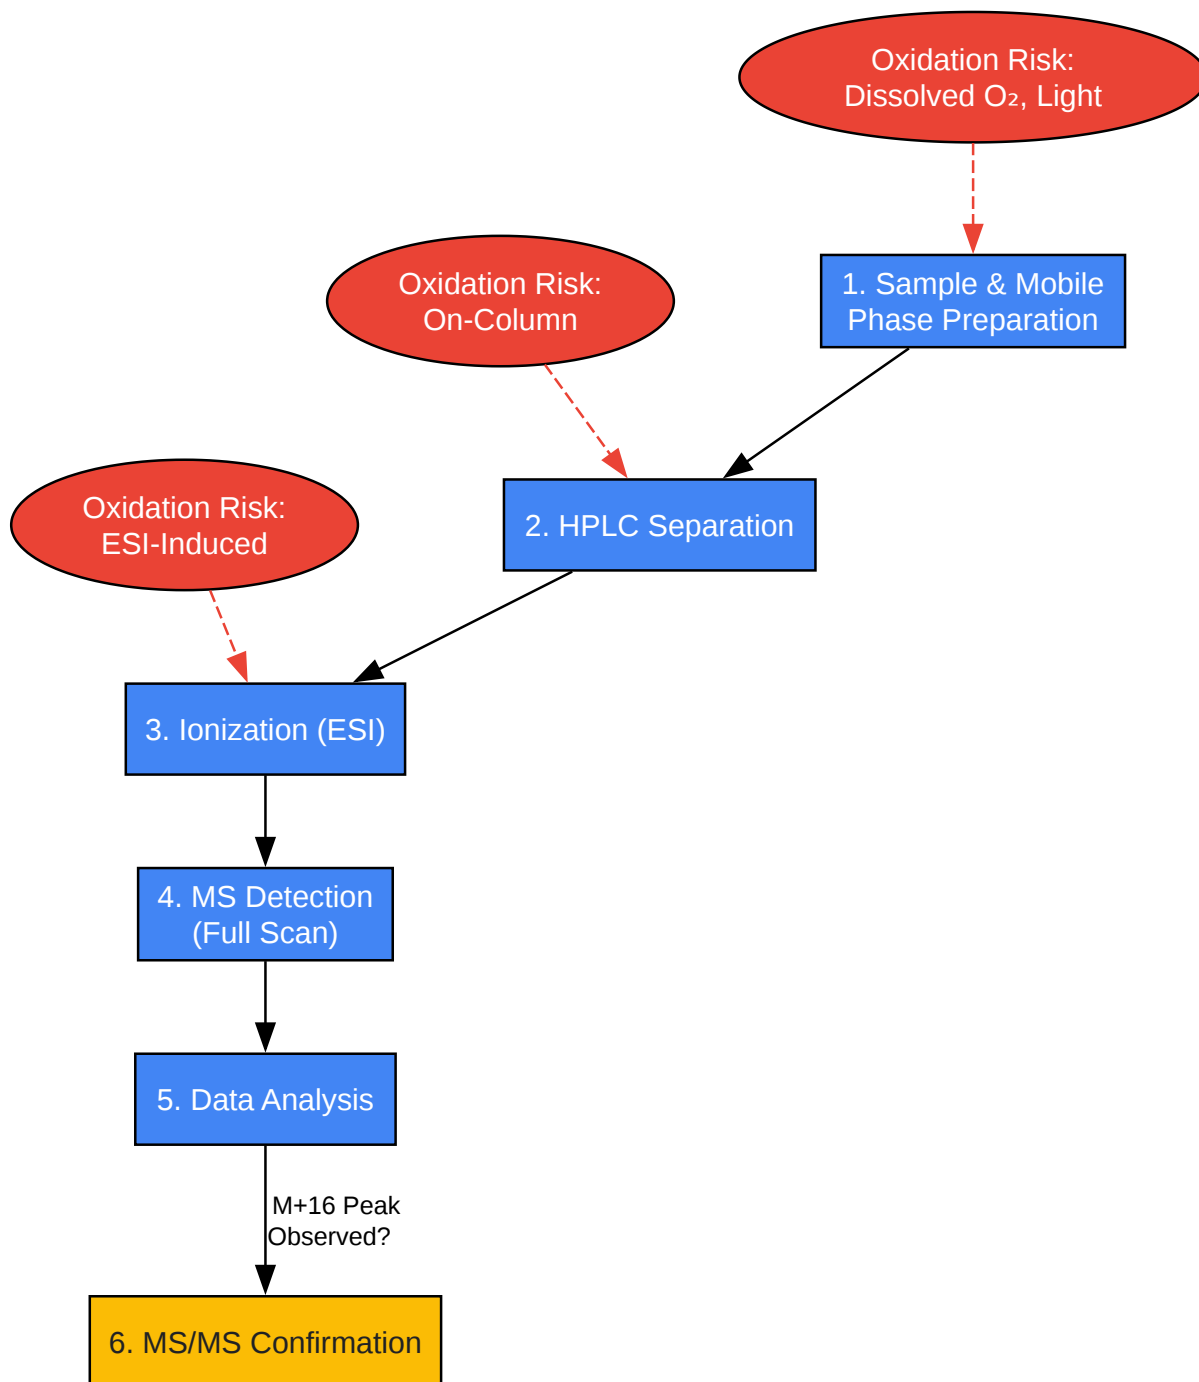 Oxidation Risk:
Dissolved O₂, Light
1. Sample & Mobile
Phase Preparation
Oxidation Risk:
On-Column
2. HPLC Separation
Oxidation Risk:
ESI-Induced
3. Ionization (ESI)
4. MS Detection
(Full Scan)
5. Data Analysis
M+16 Peak
Observed?
6. MS/MS Confirmation